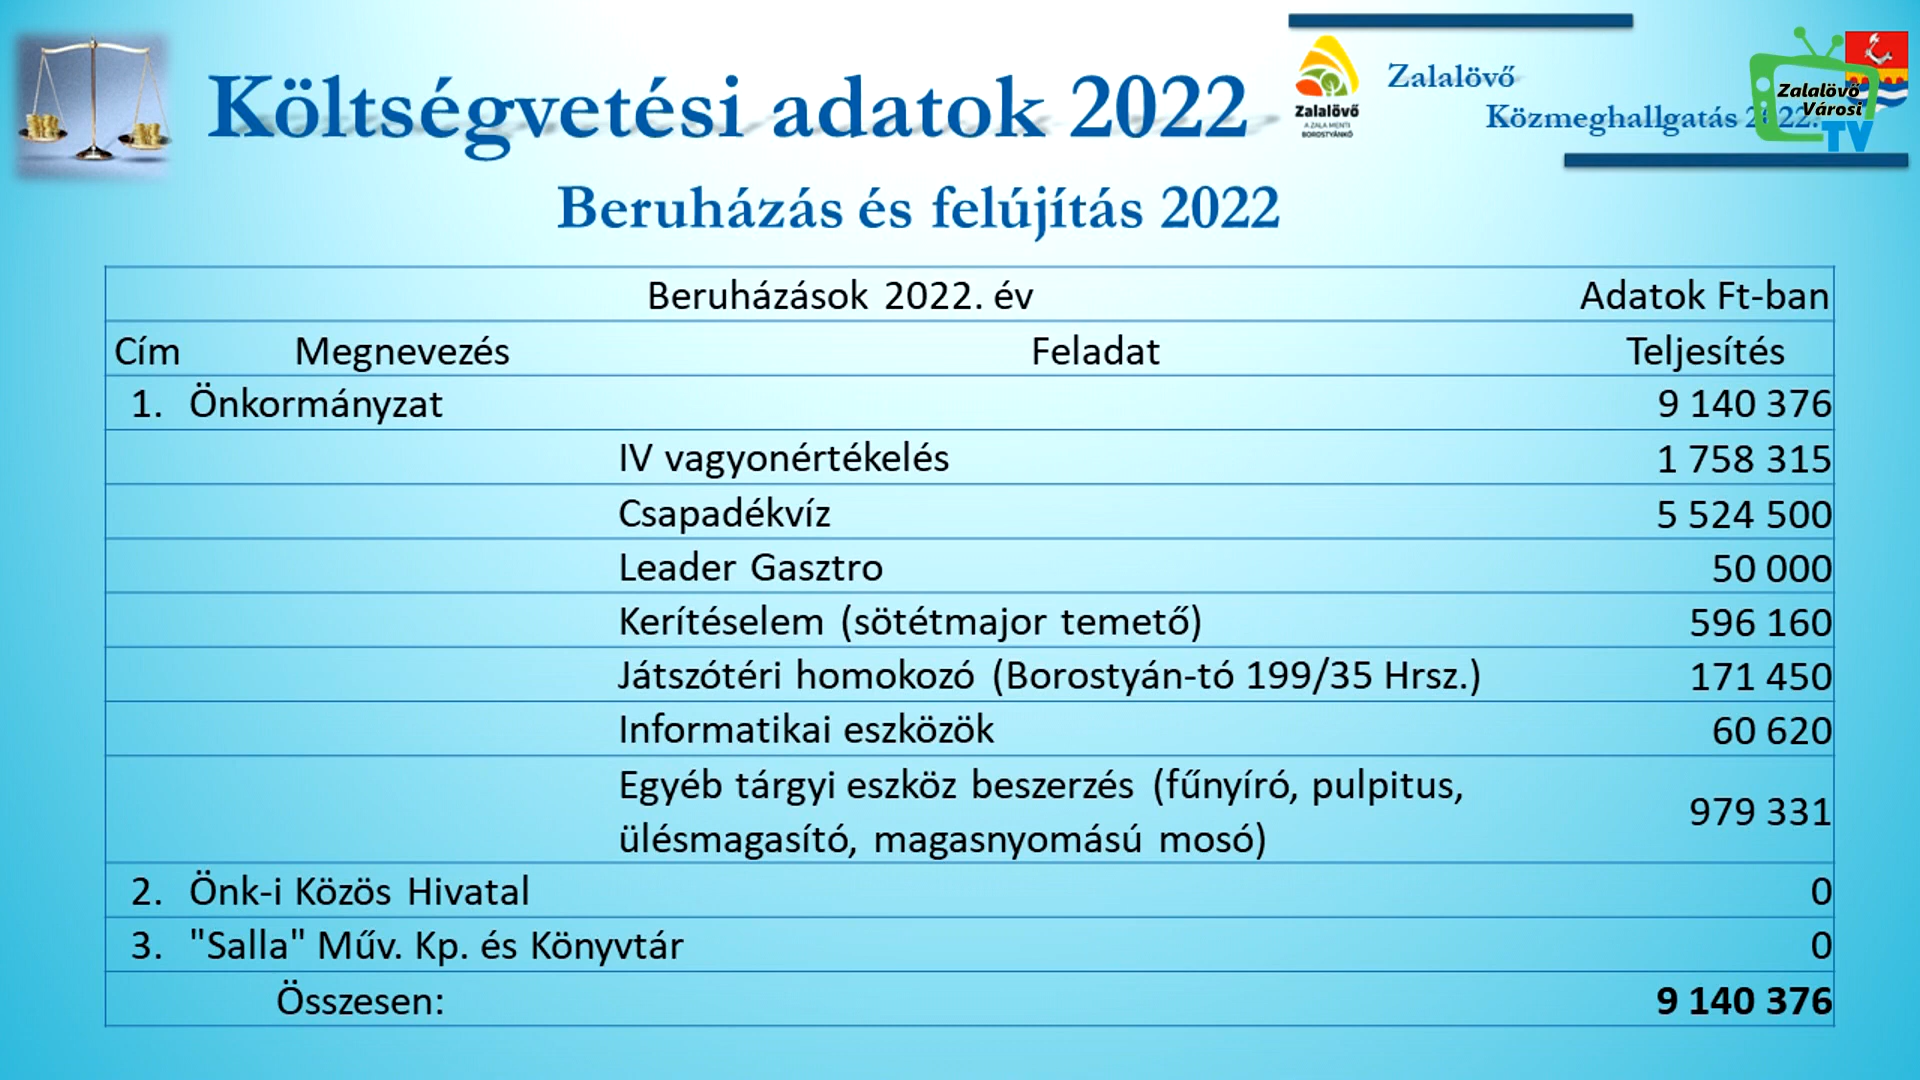 Költségvetési adatok 2022
Zalalövő
A ZALA MENTI
BOROSTYÁNKŐ
Zalalövő
Közmeghallgatás 2022.
Zalalövő
Városi
TV
Beruházás és felújítás 2022
Beruházások 2022. év Adatok Ft-ban
Cím Megnevezés Feladat Teljesítés
1. Önkormányzat 9 140 376
IV vagyonértékelés 1 758 315
Csapadékvíz 5 524 500
Leader Gasztro 50 000
Kerítéselem (sötétmajor temető) 596 160
Játszótéri homokozó (Borostyán-tó 199/35 Hrsz.) 171 450
Informatikai eszközök 60 620
Egyéb tárgyi eszköz beszerzés (fűnyíró, pulpitus,
ülésmagasító, magasnyomású mosó) 979 331
2. Önk-i Közös Hivatal 0
3. "Salla" Műv. Kp. és Könyvtár 0
Összesen: 9 140 376